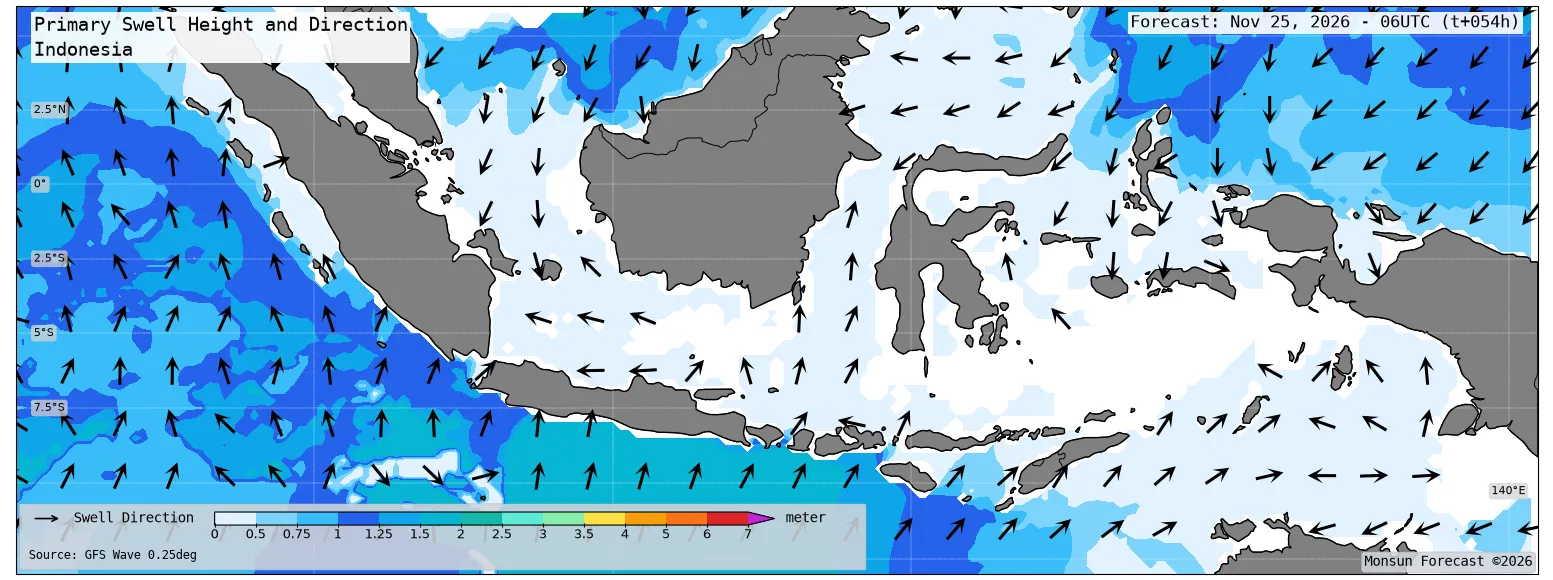 Primary Swell Height and Direction
Indonesia
Forecast: Nov 25, 2026 - 06UTC (t+054h)
2.5°N
0°
2.5°S
5°S
7.5°S
140°E
Swell Direction
0 0.5 0.75 1 1.25 1.5 2 2.5 3 3.5 4 5 6 7
meter
Source: GFS Wave 0.25deg
Monsun Forecast ©2026